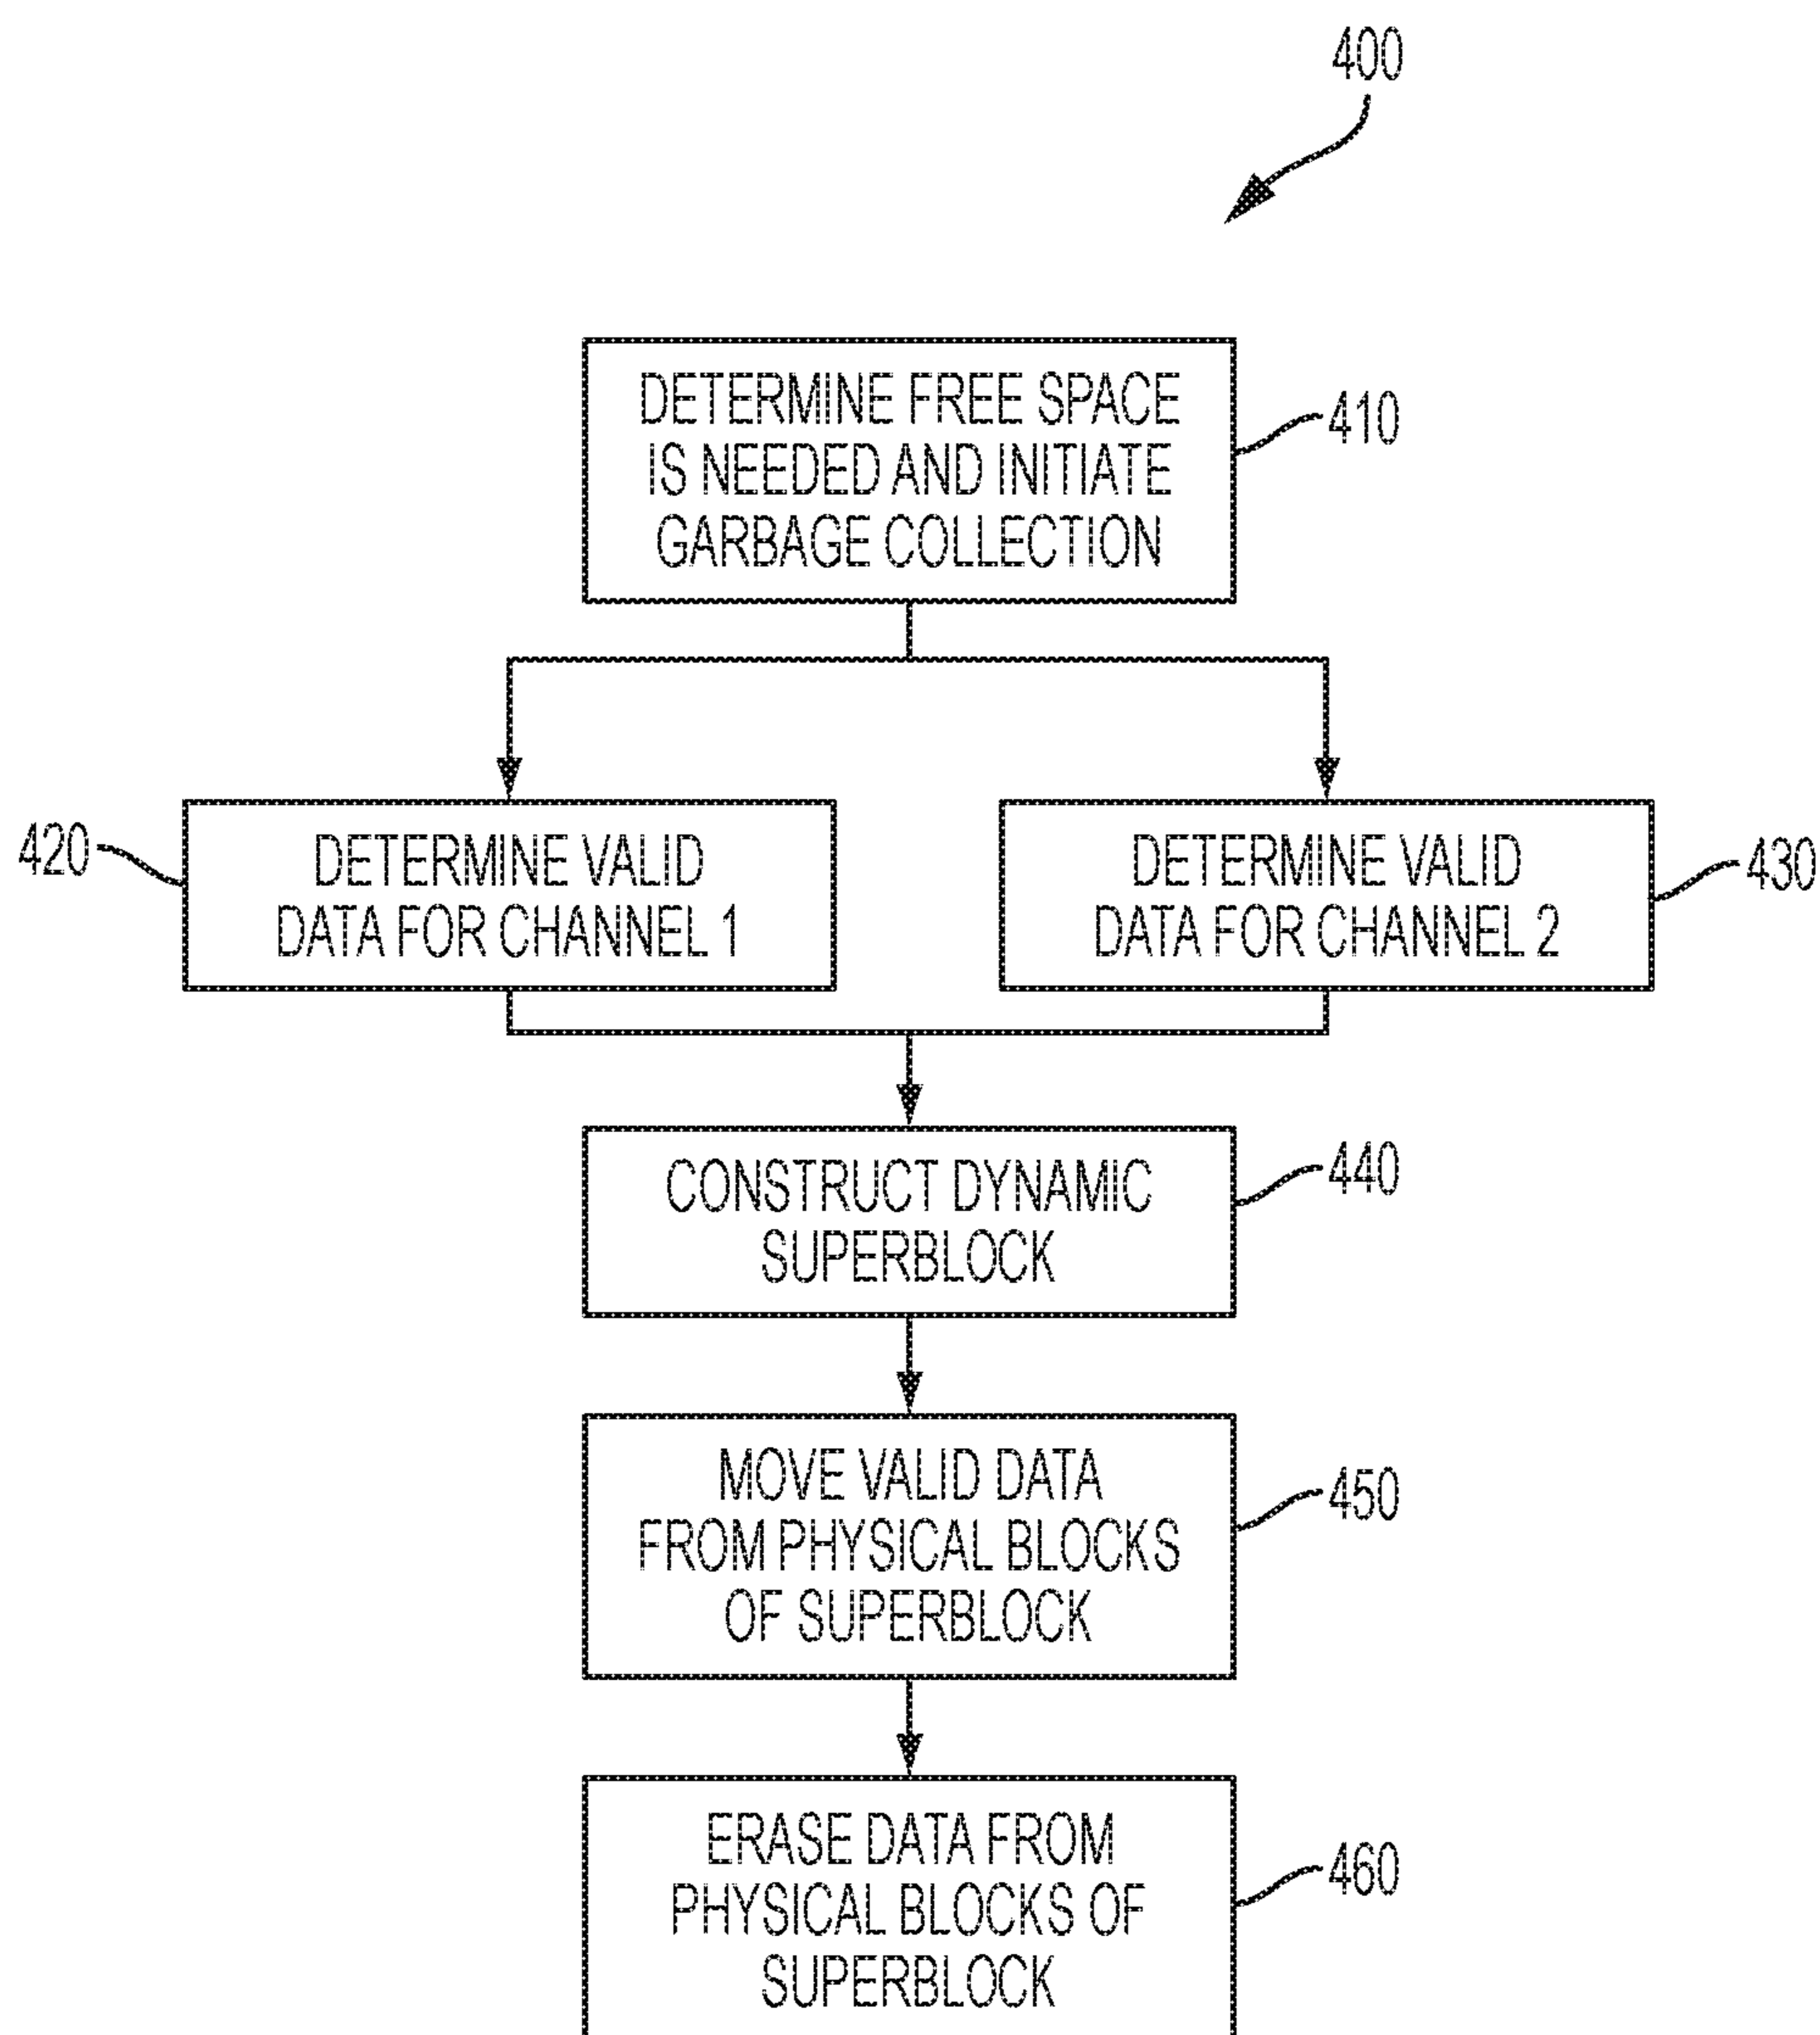 400
DETERMINE FREE SPACE
IS NEEDED AND INITIATE
GARBAGE COLLECTION
410
420
DETERMINE VALID
DATA FOR CHANNEL 1
DETERMINE VALID
DATA FOR CHANNEL 2
430
CONSTRUCT DYNAMIC
SUPERBLOCK
440
MOVE VALID DATA
FROM PHYSICAL BLOCKS
OF SUPERBLOCK
450
ERASE DATA FROM
PHYSICAL BLOCKS OF
SUPERBLOCK
460